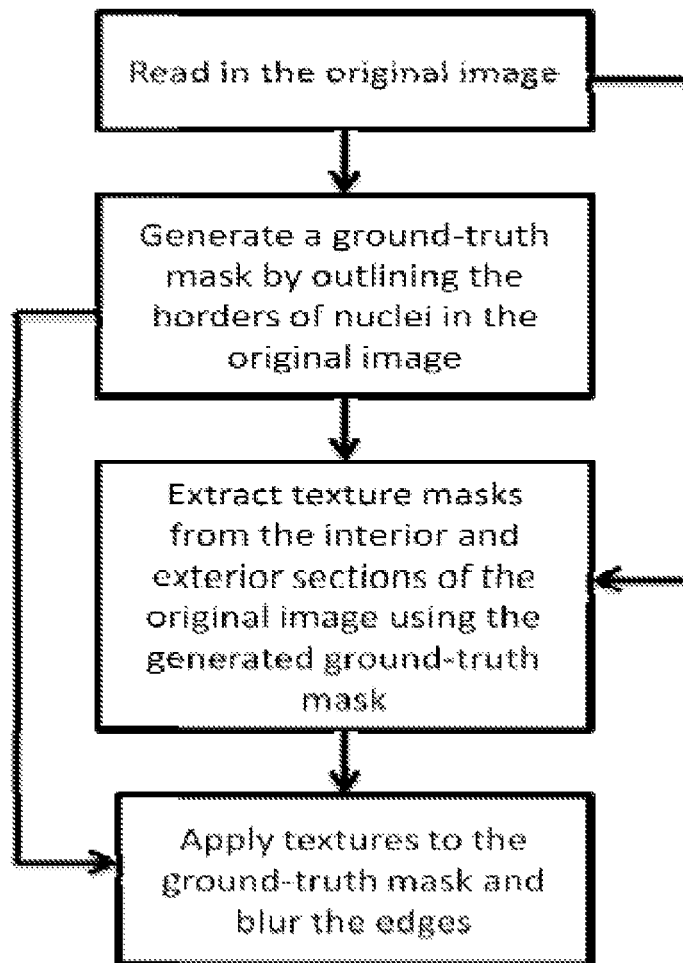 Read in the original image
Generate a ground-truth
mask by outlining the
borders of nuclei in the
original image
Extract texture masks
from the interior and
exterior sections of the
original image using the
generated ground-truth
mask
Apply textures to the
ground-truth mask and
blur the edges